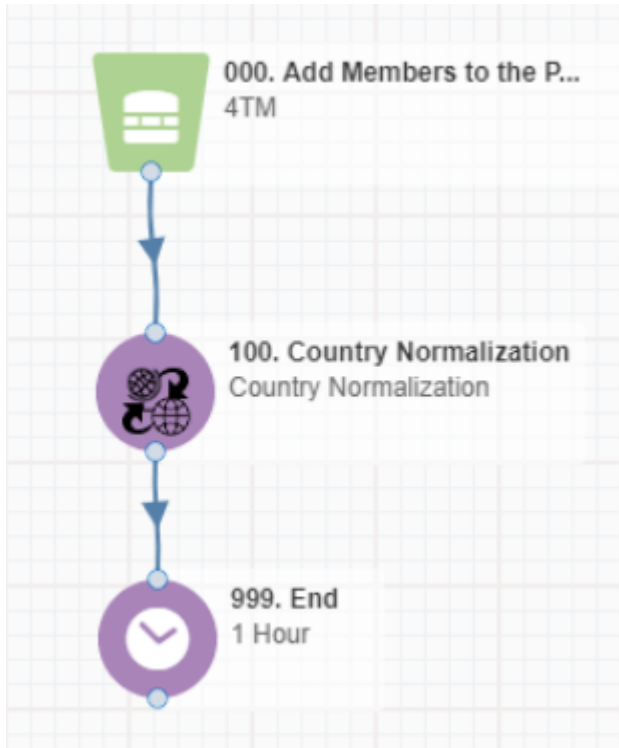 000. Add Members to the P...
4TM
100. Country Normalization
Country Normalization
999. End
1 Hour